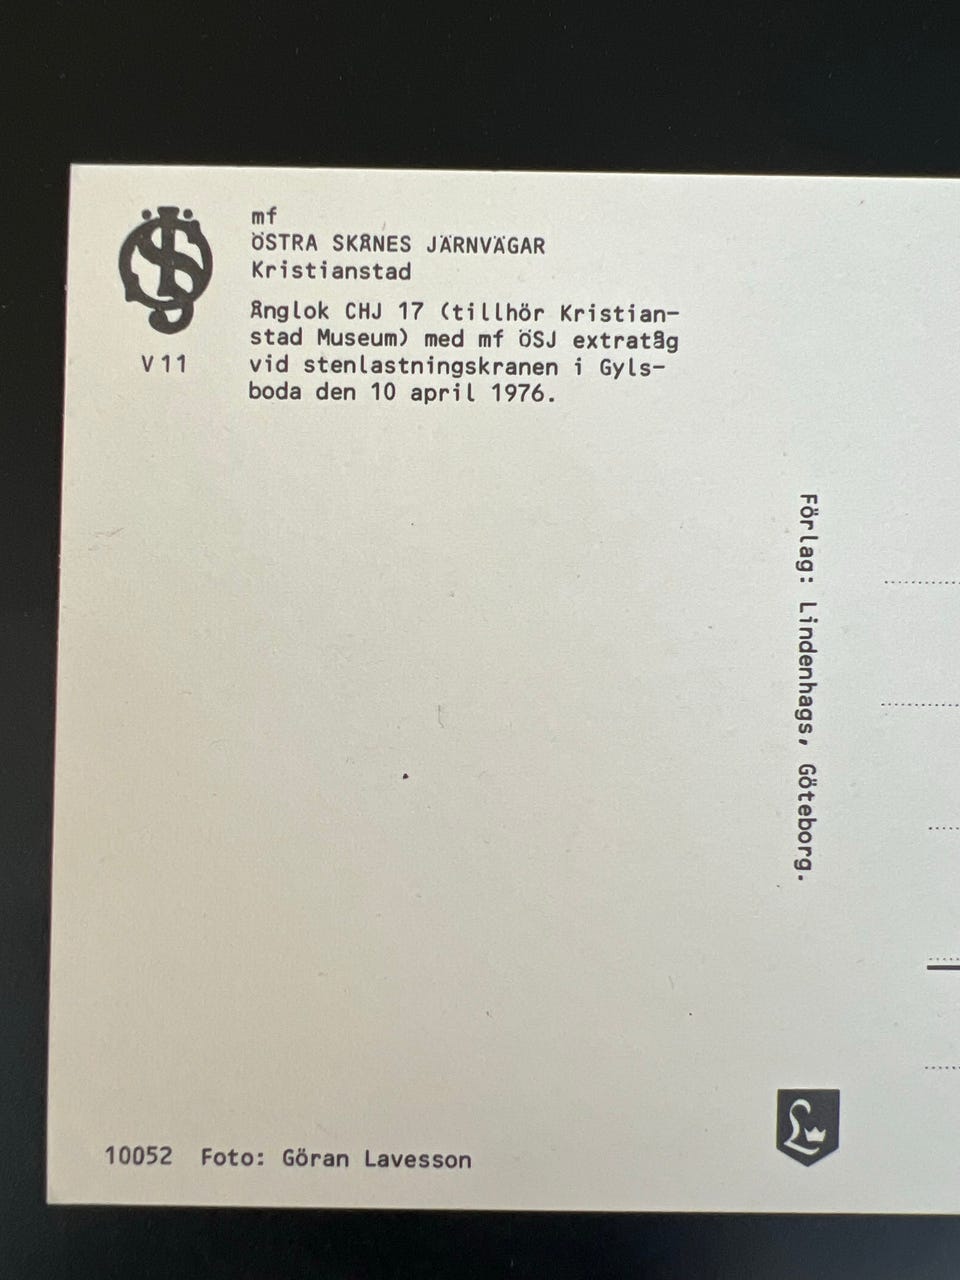 mf
ÖSTRA SKÅNES JÄRNVÄGAR
Kristianstad
Ånglok CHJ 17 (tillhör Kristian-
stad Museum) med mf ÖSJ extratåg
vid stenlastningskranen i Gyls-
boda den 10 april 1976.
V 11
Förlag: Lindenhags, Göteborg.
L
10052 Foto: Göran Lavesson